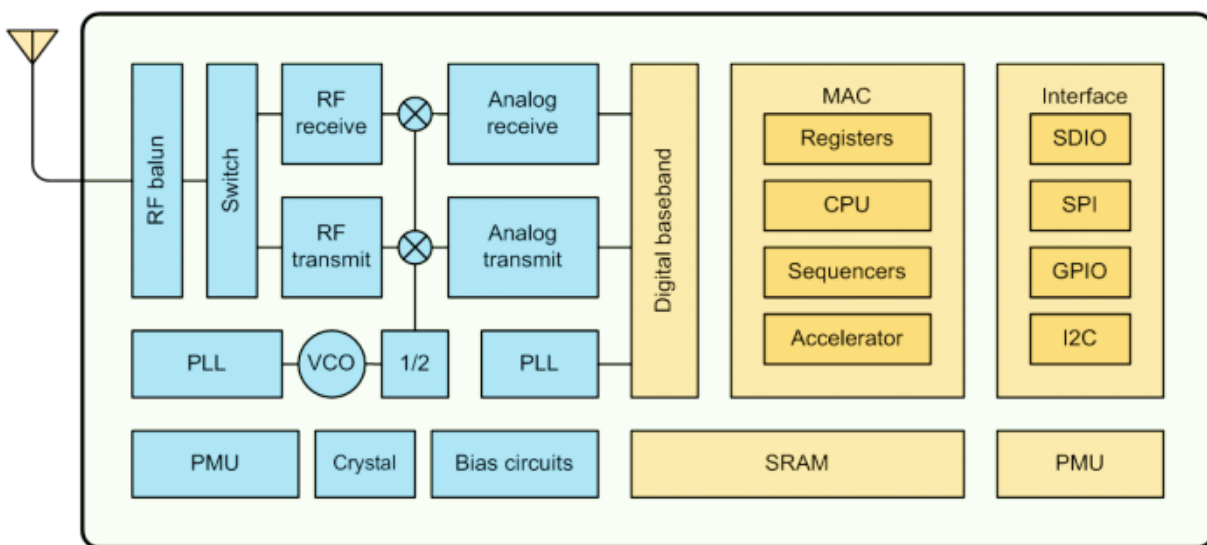 RF balun
Switch
RF
receive
Analog
receive
RF
transmit
Analog
transmit
PLL
VCO
1/2
PLL
Digital baseband
MAC
Registers
CPU
Sequencers
Accelerator
Interface
SDIO
SPI
GPIO
I2C
PMU
Crystal
Bias circuits
SRAM
PMU